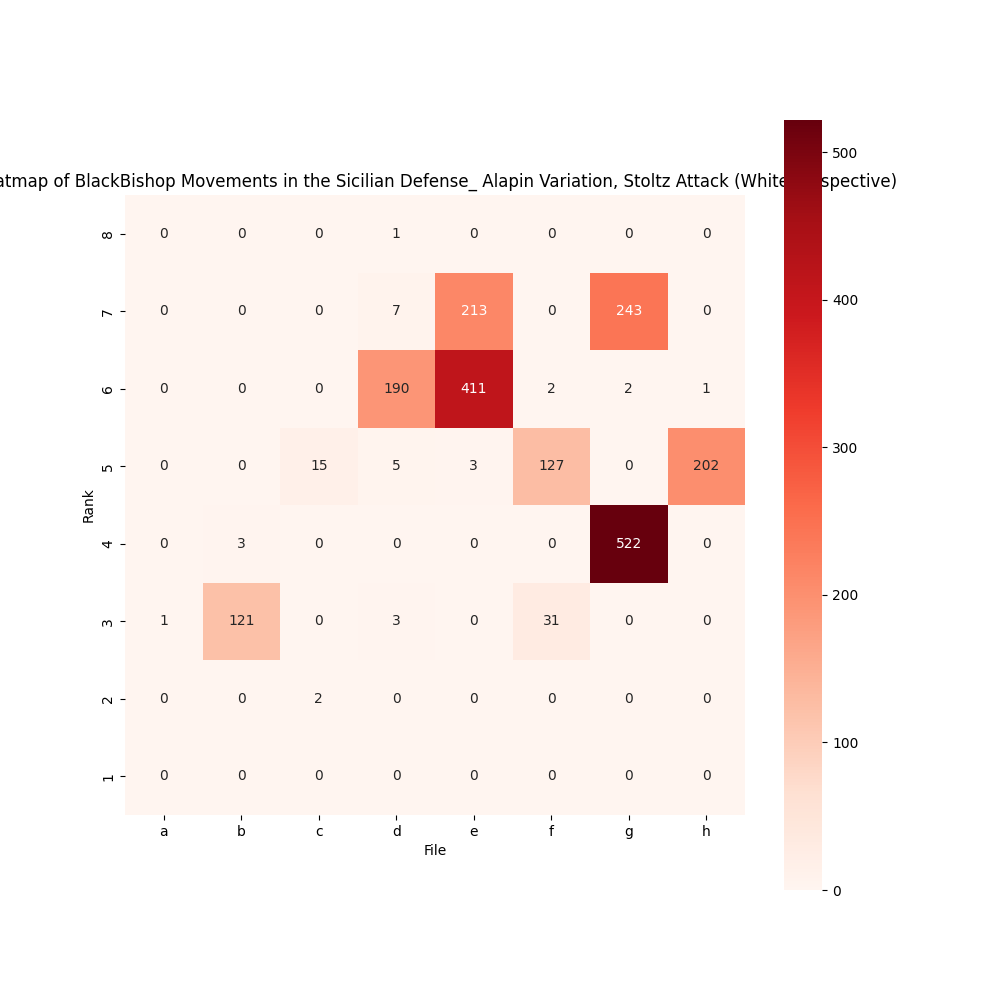 atmap of BlackBishop Movements in the Sicilian Defense_ Alapin Variation, Stoltz Attack (White spective)
500
400
300
200
100
0
Rank
8 0 0 0 1 0 0 0 0
7 0 0 0 7 213 0 243 0
6 0 0 0 190 411 2 2 1
5 0 0 15 5 3 127 0 202
4 0 3 0 0 0 0 522 0
3 1 121 0 3 0 31 0 0
2 0 0 2 0 0 0 0 0
1 0 0 0 0 0 0 0 0
a b c d e f g h
File